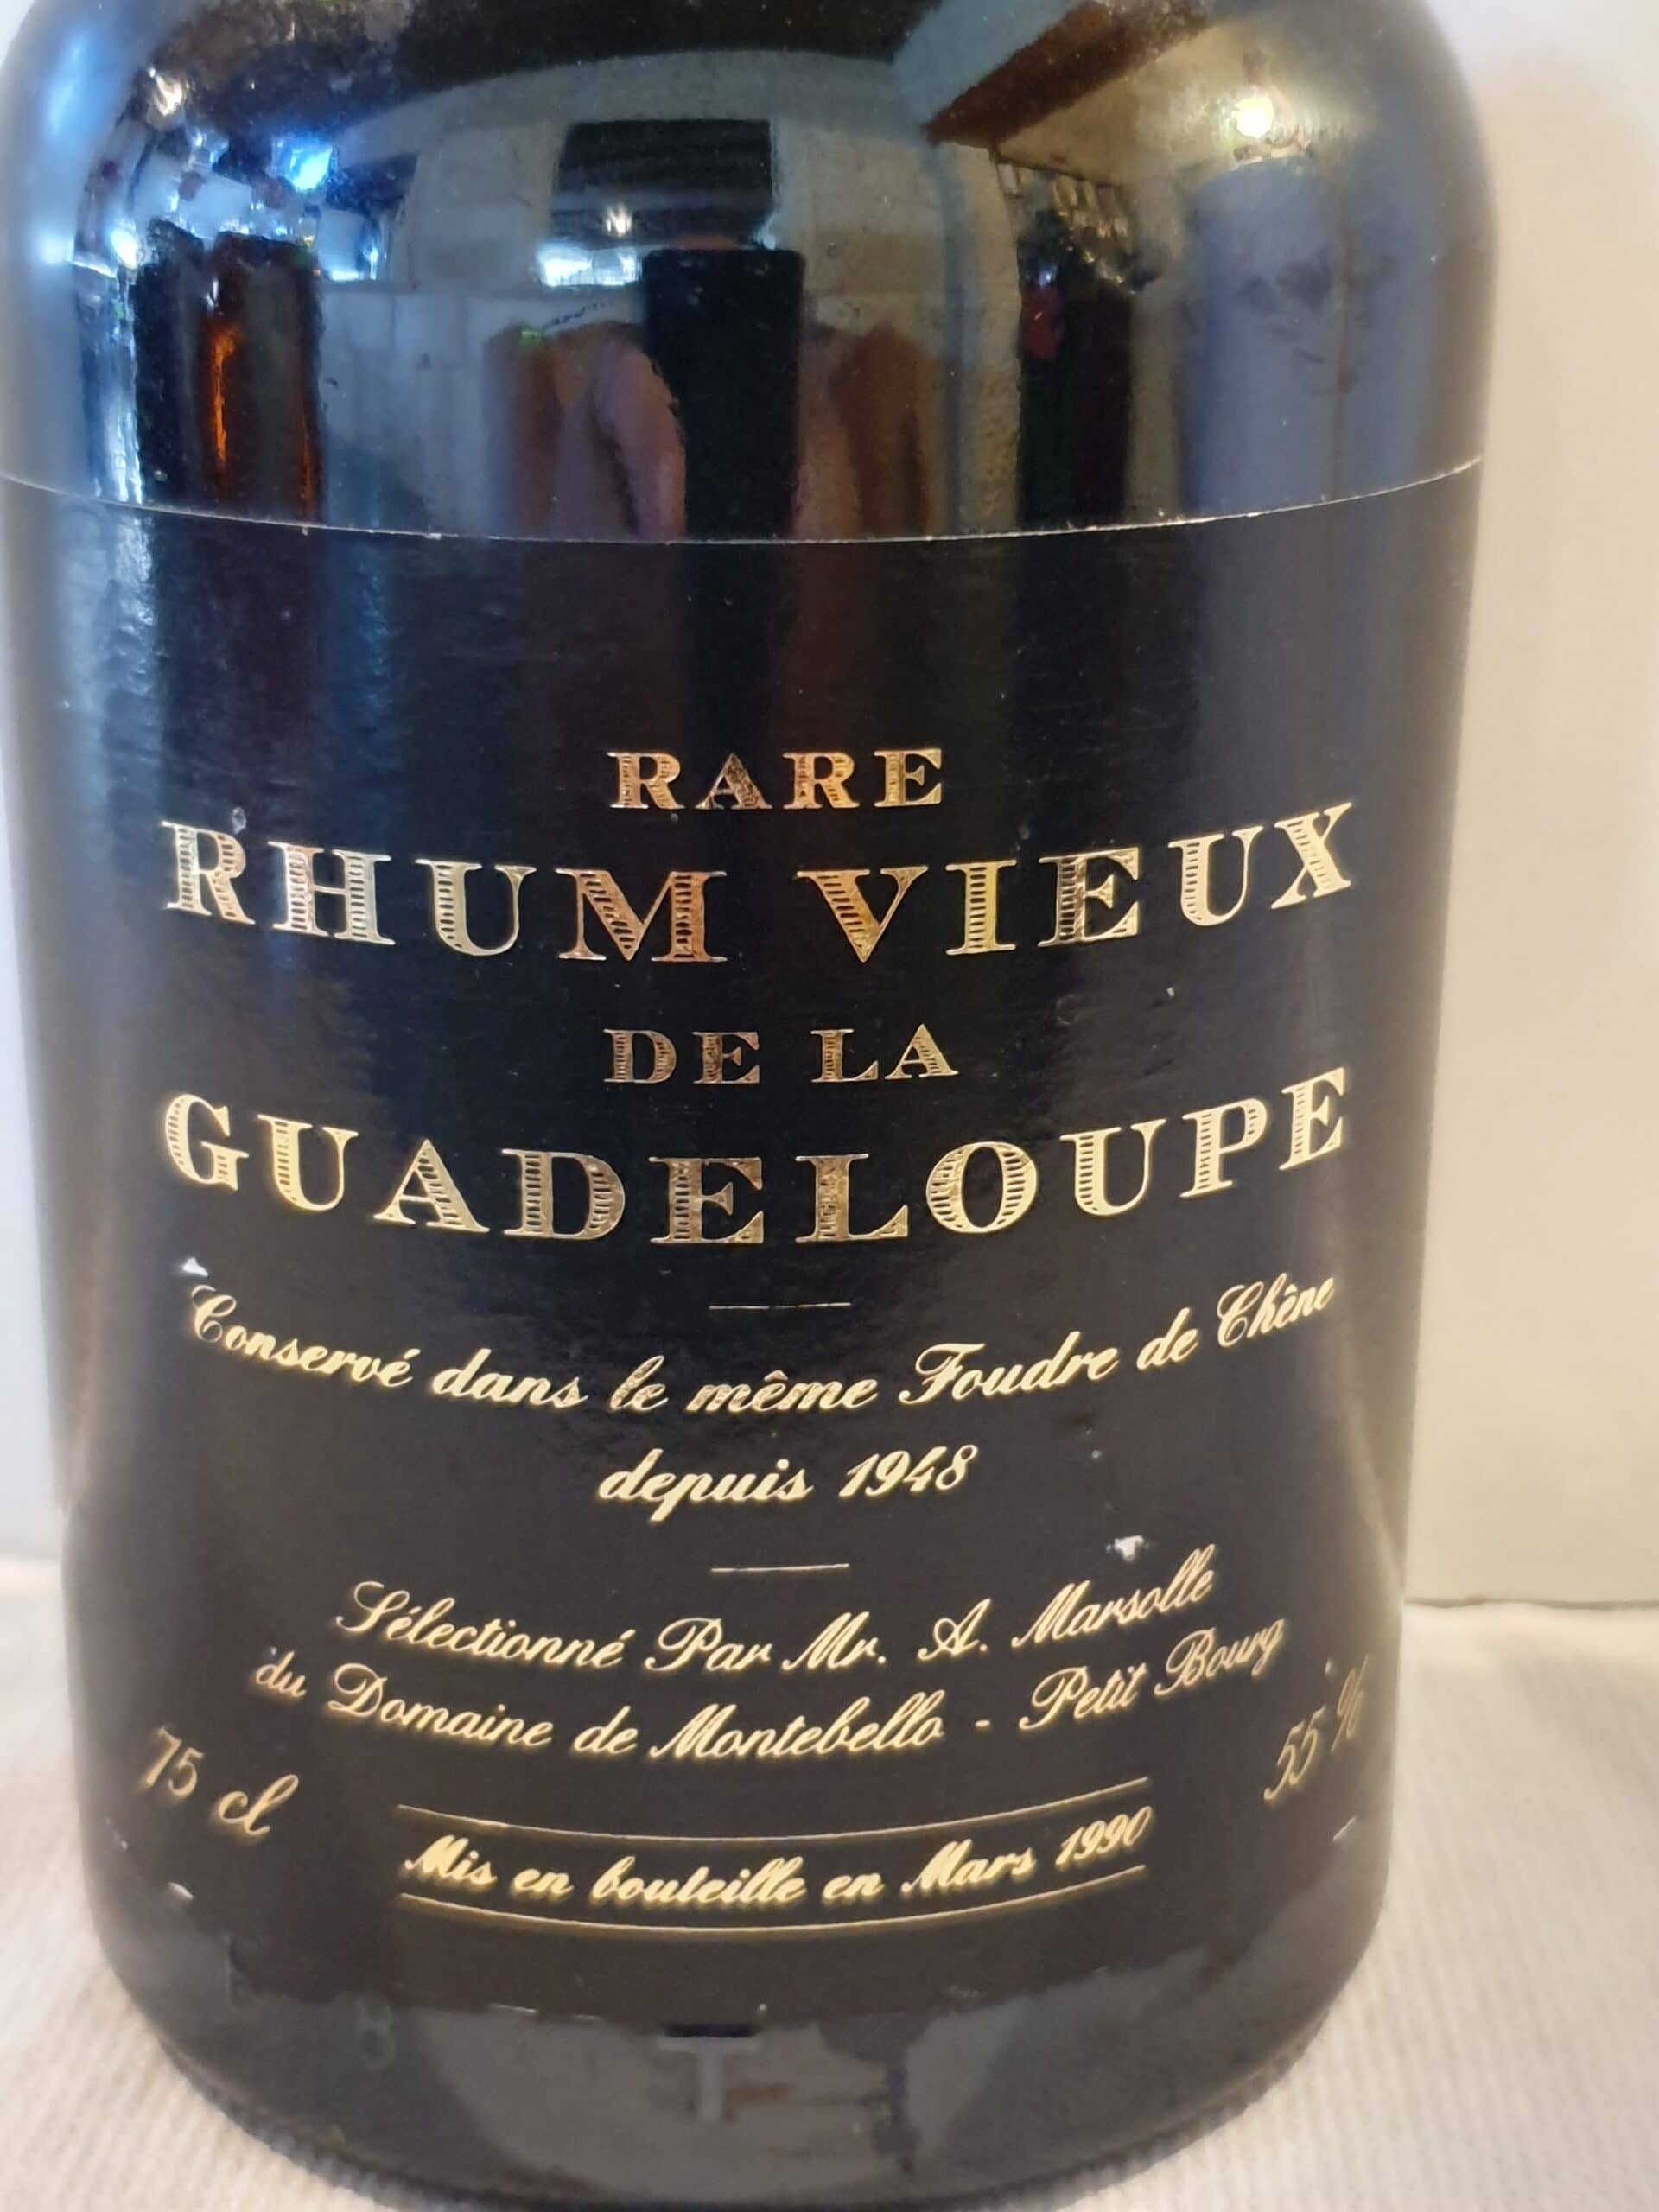 RARE
RHUM VIEUX
DE LA
GUADELOUPE
Conservé dans le même Foudre de Chêne
depuis 1948
Sélectionné Par Mr. A. Marsolle
du Domaine de Montebello - Petit Bourg
75 cl
55 %
Mis en bouteille en Mars 1990